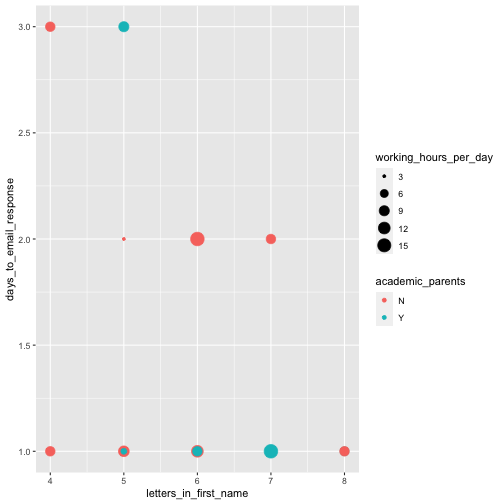 3.0
2.5
2.0
1.5
1.0
days_to_email_response
4 5 6 7 8
letters_in_first_name
working_hours_per_day
3
6
9
12
15
academic_parents
N
Y